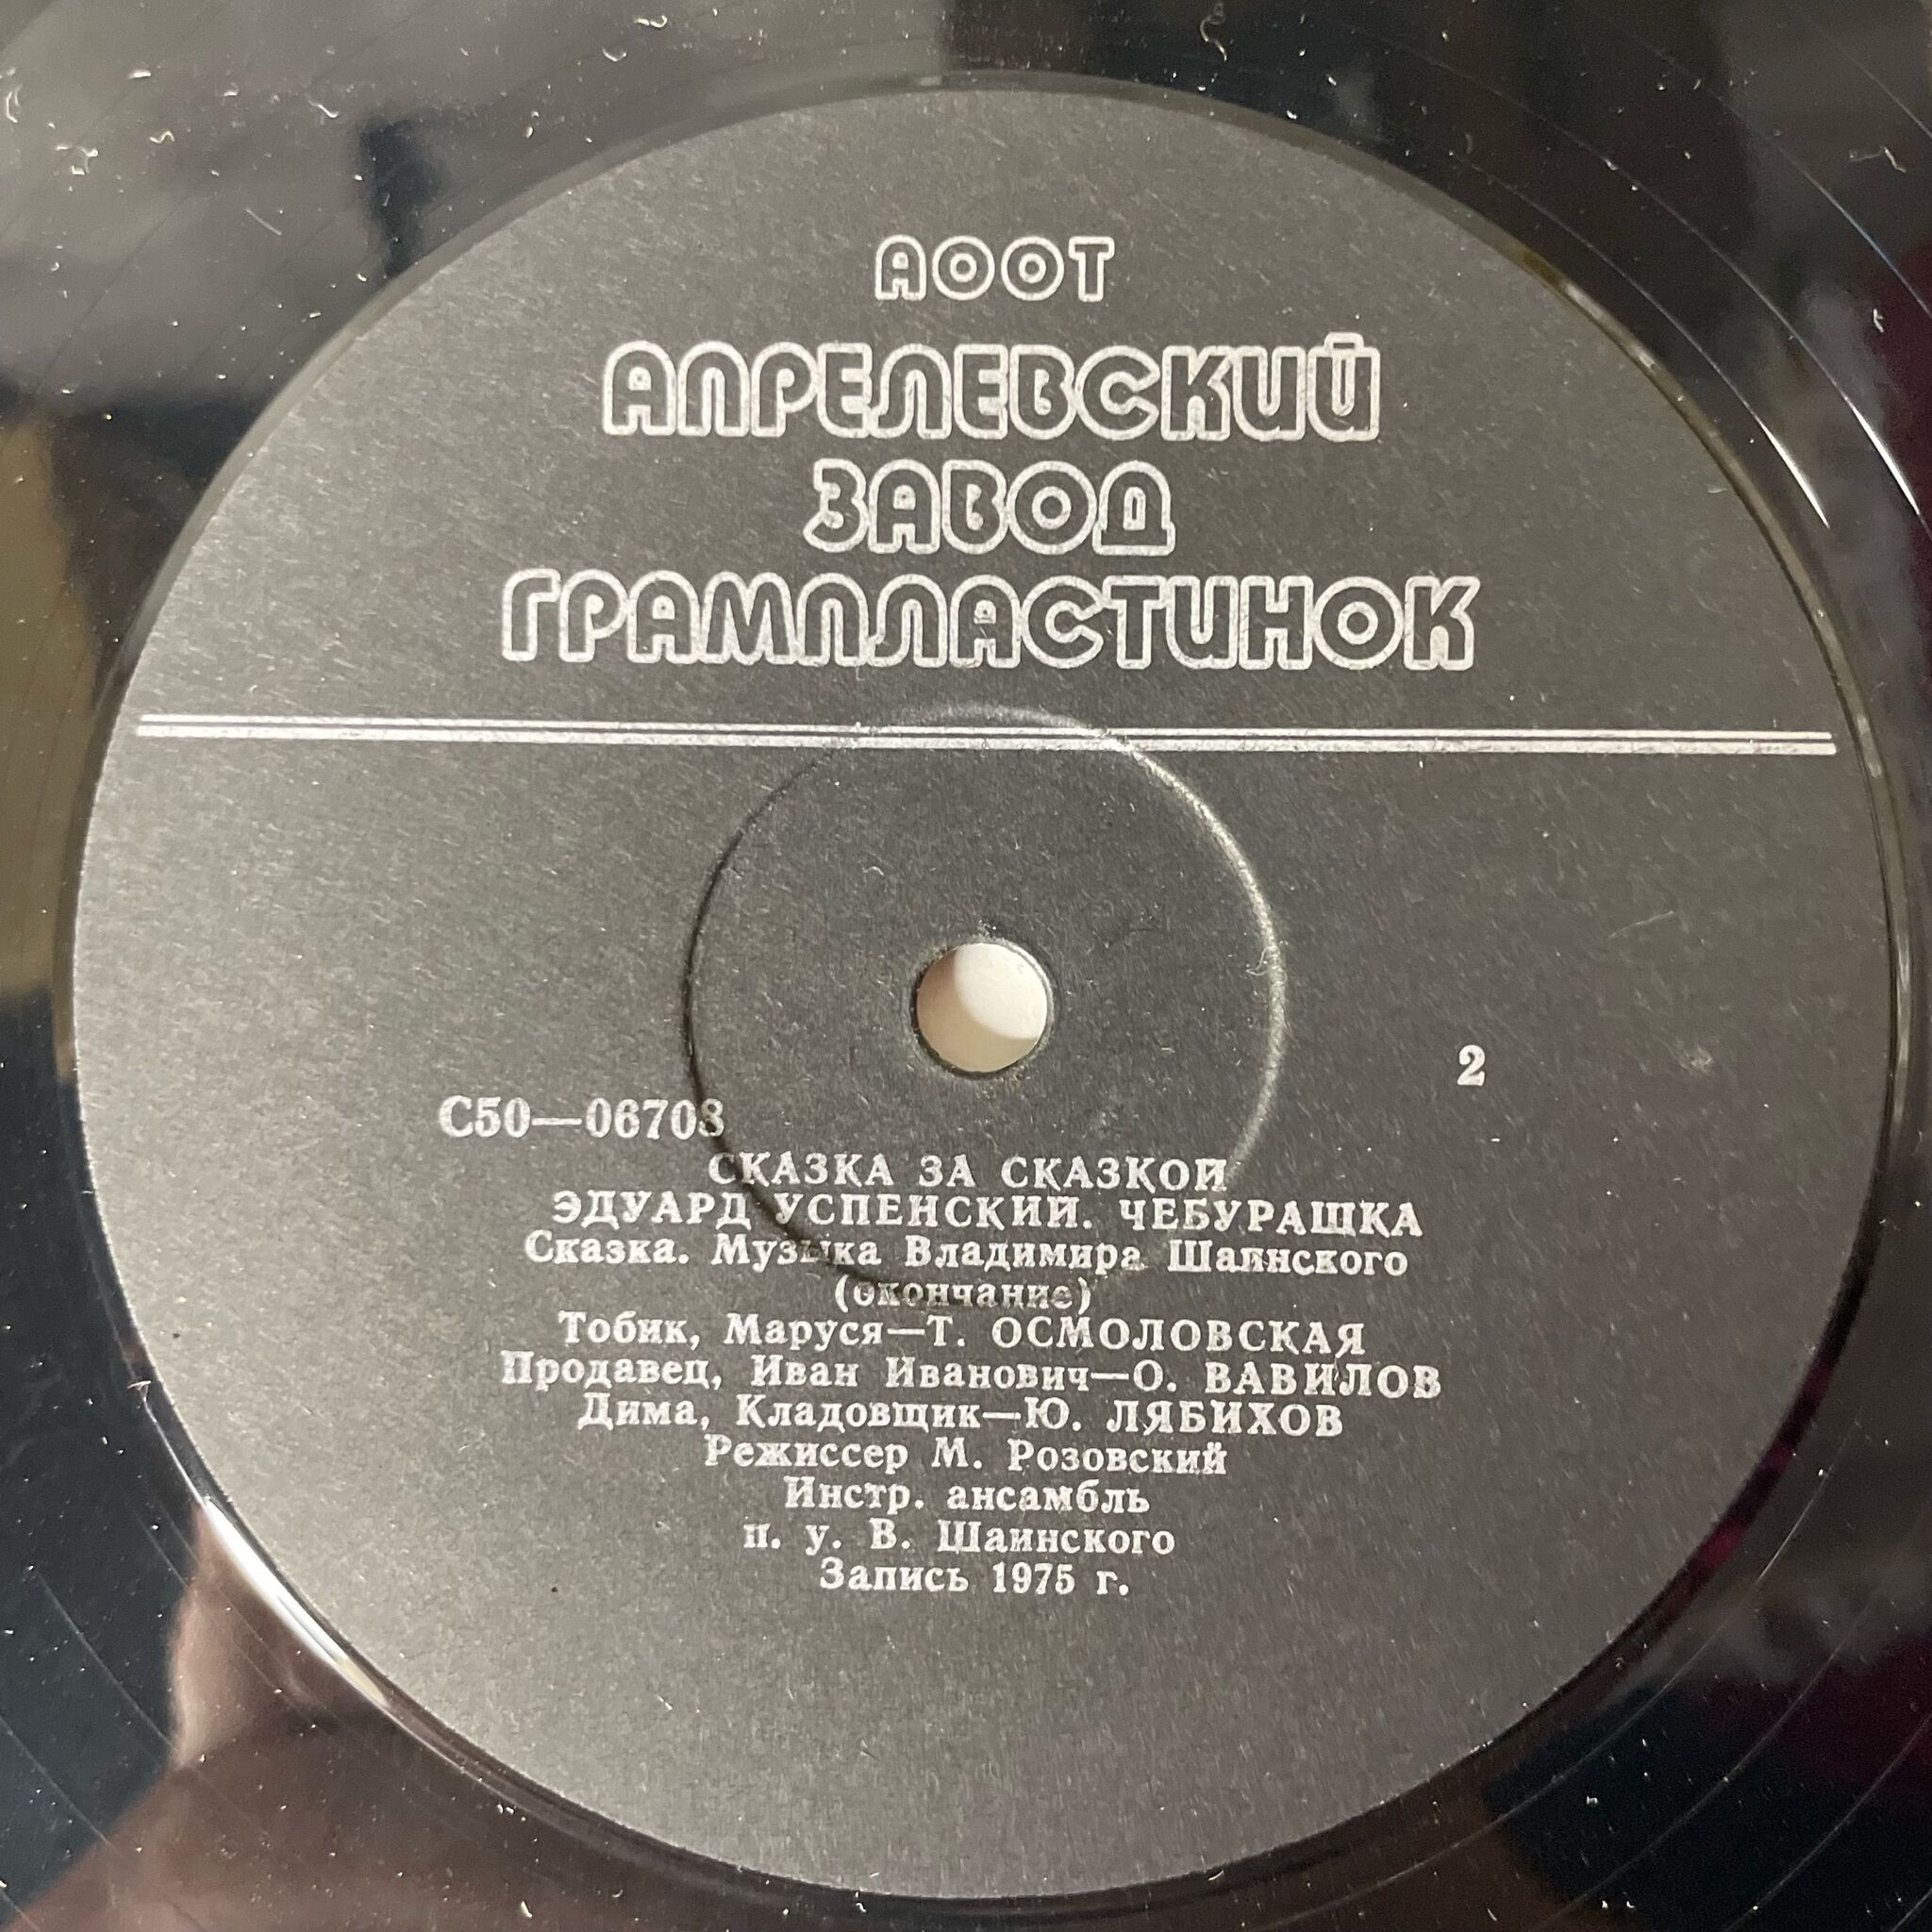 АООТ
АПРЕЛЕВСКИЙ
ЗАВОД
ГРАМПЛАСТИНОК
2
С50—06708
СКАЗКА ЗА СКАЗКОЙ
ЭДУАРД УСПЕНСКИЙ. ЧЕБУРАШКА
Сказка. Музыка Владимира Шаинского
(окончание)
Тобик, Маруся—Т. ОСМОЛОВСКАЯ
Продавец, Иван Иванович—О. ВАВИЛОВ
Дима, Кладовщик—Ю. ЛЯБИХОВ
Режиссер М. Розовский
Инстр. ансамбль
п. у. В. Шаинского
Запись 1975 г.